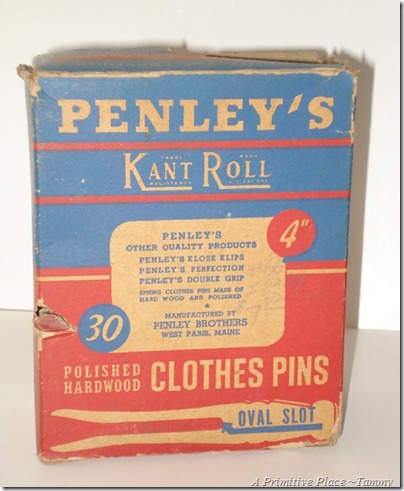 PENLEY'S
TRADE MARK
KANT ROLL
REGISTERED U.S. PAT. OFF.
PENLEY'S
OTHER QUALITY PRODUCTS
PENLEY'S KLOSE KLIPS
PENLEY'S PERFECTION
PENLEY'S DOUBLE GRIP
SPRING CLOTHES PINS MADE OF
HARD WOOD AND POLISHED
MANUFACTURED BY
PENLEY BROTHERS
WEST PARIS, MAINE
4"
30
POLISHED
HARDWOOD
CLOTHES PINS
OVAL SLOT
A Primitive Place ~Tammy